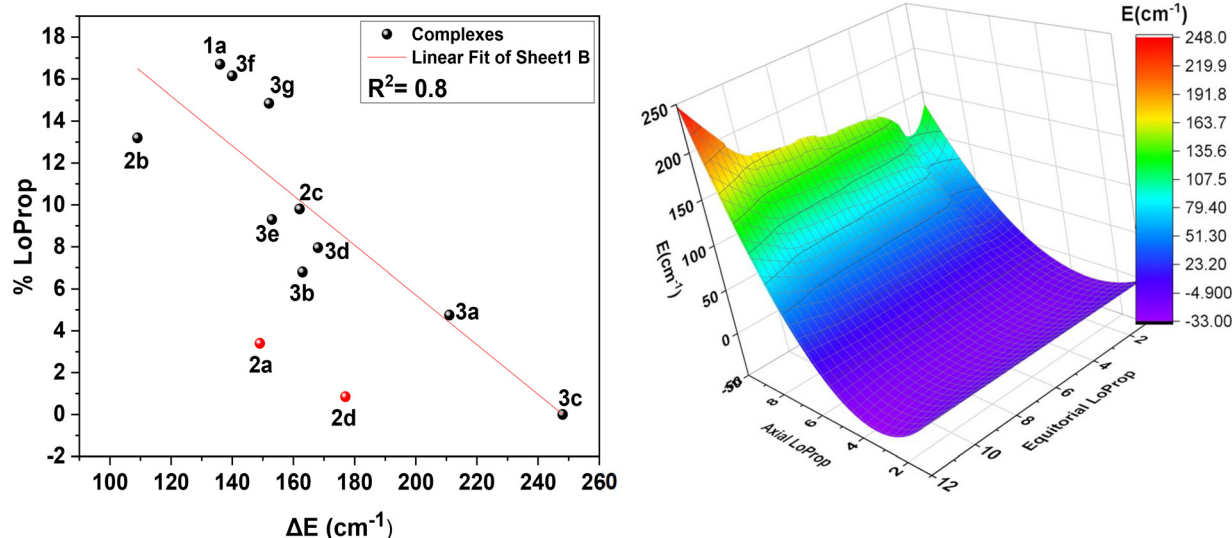 18
16
14
12
10
8
6
4
2
0
-2
% LoProp
100
120
140
160
180
200
220
240
260
ΔE (cm⁻¹)
Complexes
Linear Fit of Sheet1 B
R²= 0.8
1a
3f
3g
2b
2c
3e
3d
3b
3a
2a
2d
3c
E(cm⁻¹)
248.0
219.9
191.8
163.7
135.6
107.5
79.40
51.30
23.20
-4.900
-33.00
250
200
150
100
50
0
E(cm⁻¹)
8
6
4
2
Axial LoProp
12
10
8
6
4
2
Equitorial LoProp